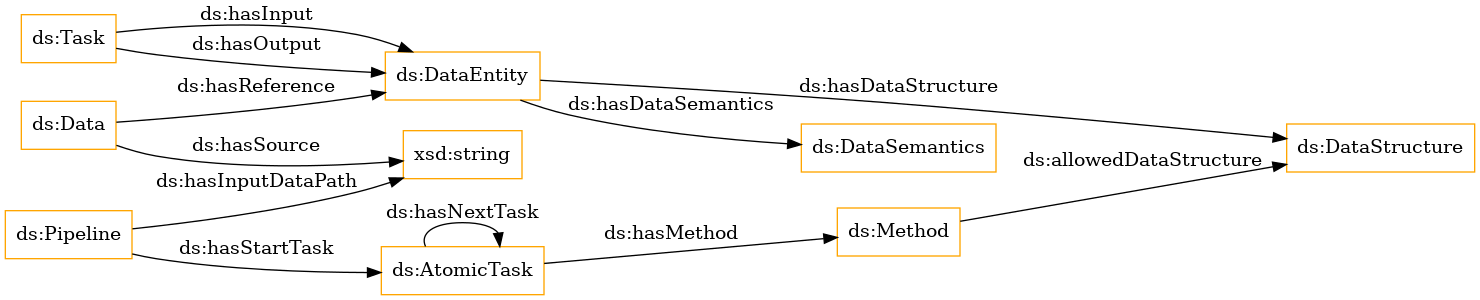 ds:hasInput
ds:Task
ds:hasOutput
ds:DataEntity
ds:hasReference
ds:hasDataStructure
ds:hasDataSemantics
ds:Data
ds:hasSource
xsd:string
ds:DataSemantics
ds:DataStructure
ds:allowedDataStructure
ds:hasInputDataPath
ds:hasNextTask
ds:Pipeline
ds:hasStartTask
ds:hasMethod
ds:Method
ds:AtomicTask